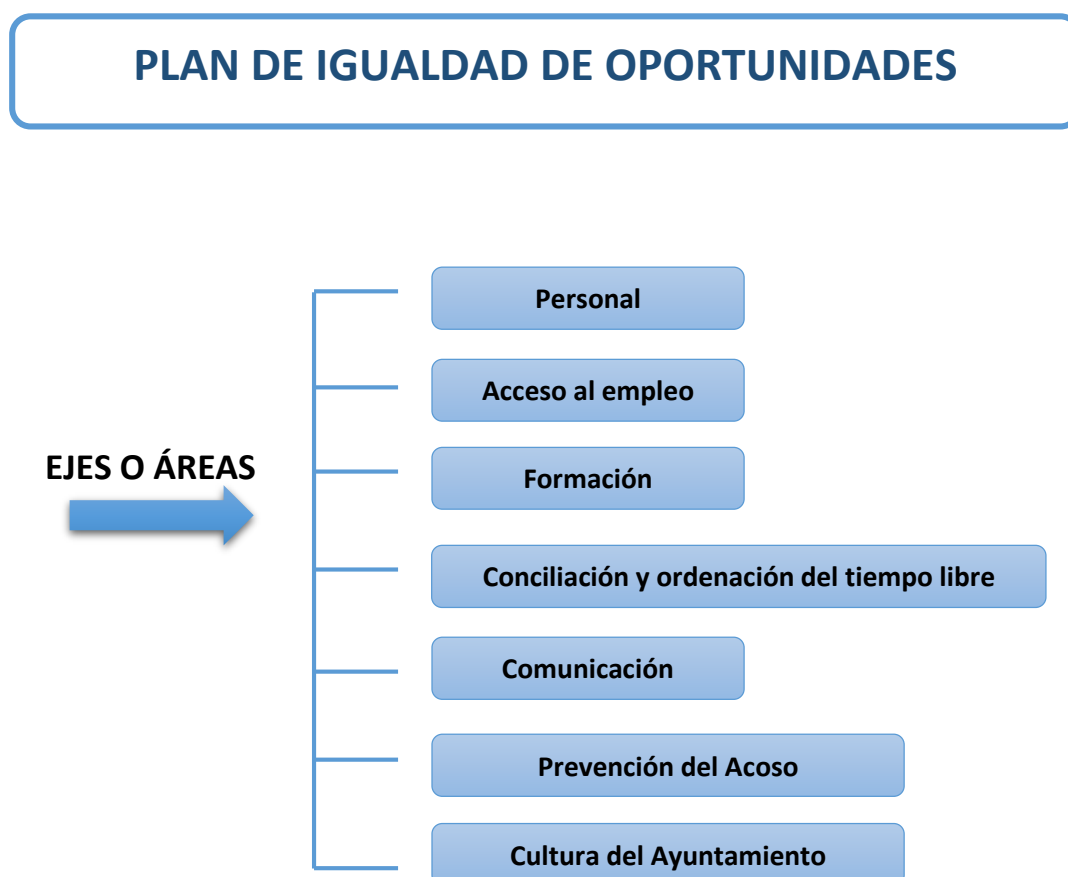 PLAN DE IGUALDAD DE OPORTUNIDADES
EJES O ÁREAS
Personal
Acceso al empleo
Formación
Conciliación y ordenación del tiempo libre
Comunicación
Prevención del Acoso
Cultura del Ayuntamiento